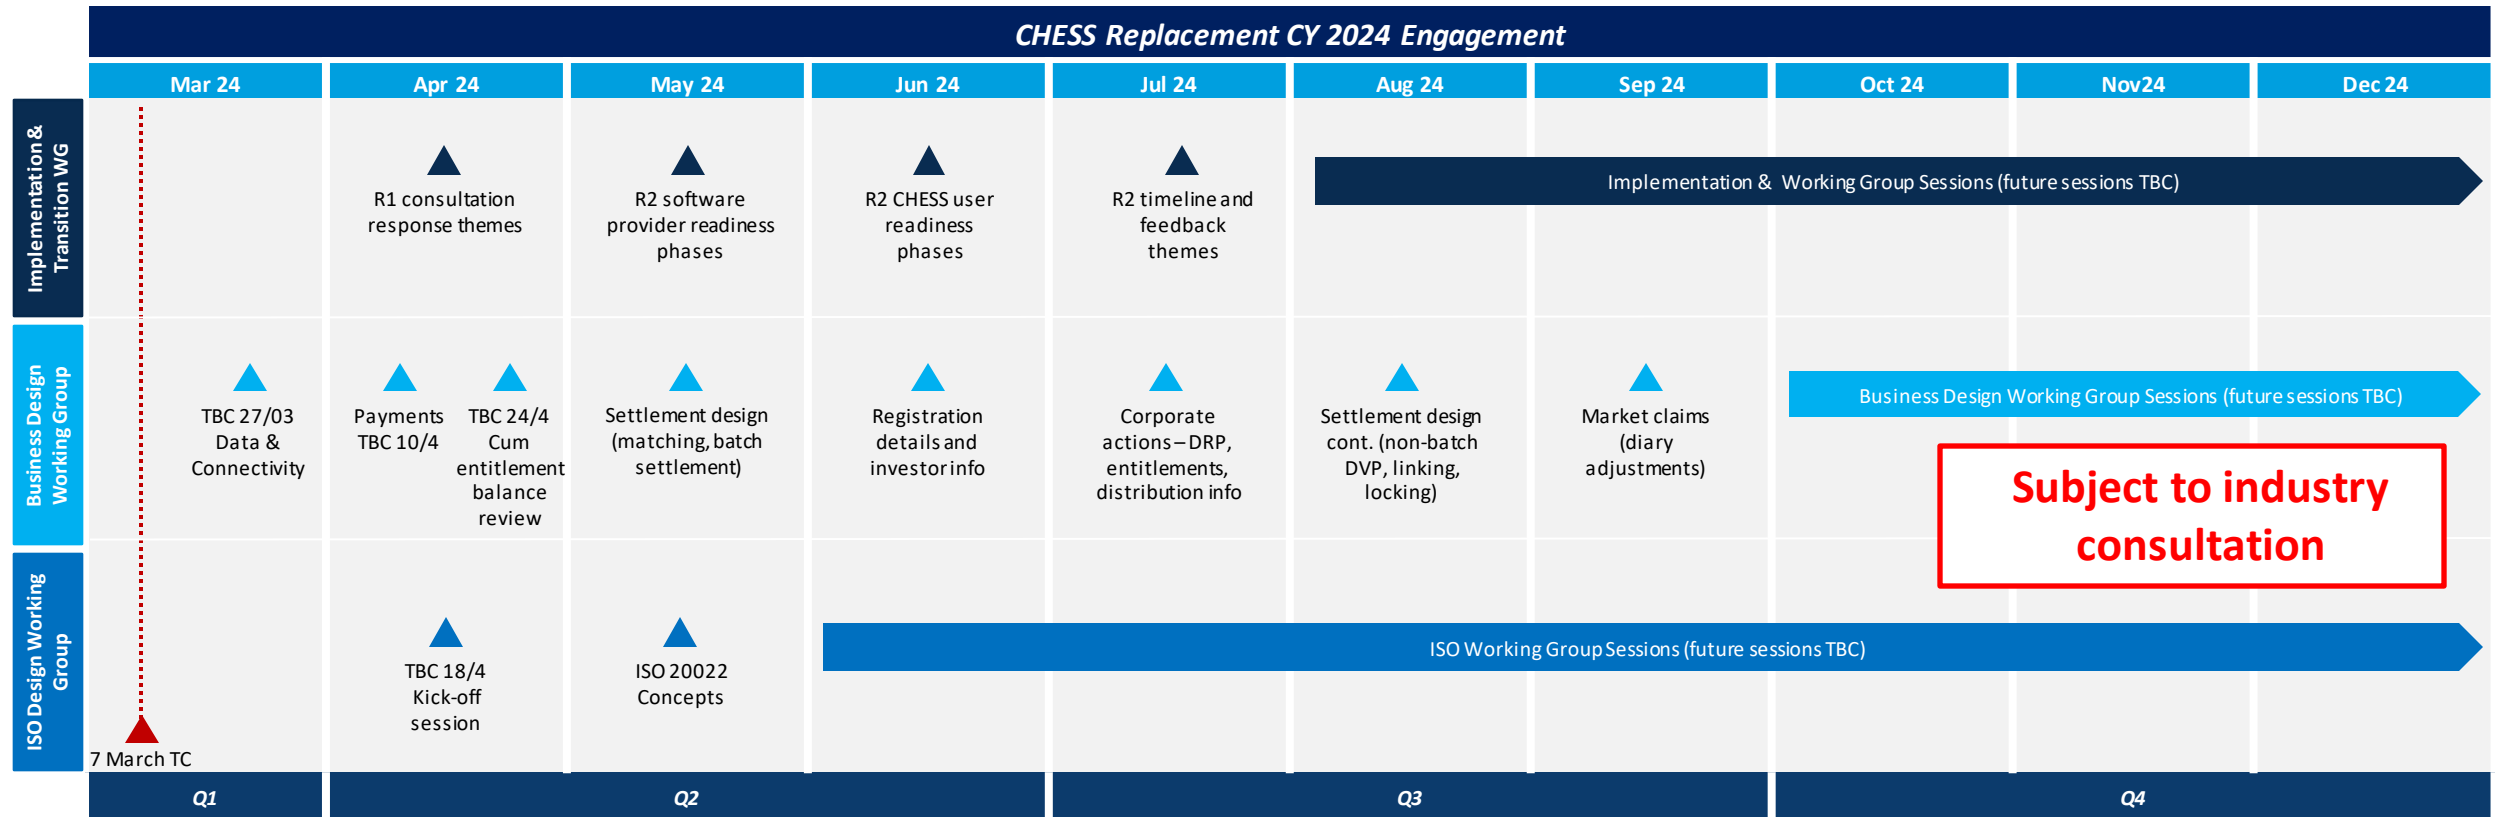 CHESS Replacement CY 2024 Engagement
Mar 24
Apr 24
May 24
Jun 24
Jul 24
Aug 24
Sep 24
Oct 24
Nov24
Dec 24
Implementation &
Transition WG
R1 consultation
response themes
R2 software
provider readiness
phases
R2 CHESS user
readiness
phases
R2 timeline and
feedback
themes
Implementation & Working Group Sessions (future sessions TBC)
Business Design
Working Group
TBC 27/03
Data &
Connectivity
Payments
TBC 10/4
TBC 24/4
Cum
entitlement
balance
review
Settlement design
(matching, batch
settlement)
Registration
details and
investor info
Corporate
actions – DRP,
entitlements,
distribution info
Settlement design
cont. (non-batch
DVP, linking,
locking)
Market claims
(diary
adjustments)
Business Design Working Group Sessions (future sessions TBC)
Subject to industry
consultation
ISO Design Working
Group
7 March TC
TBC 18/4
Kick-off
session
ISO 20022
Concepts
ISO Working Group Sessions (future sessions TBC)
Q1
Q2
Q3
Q4